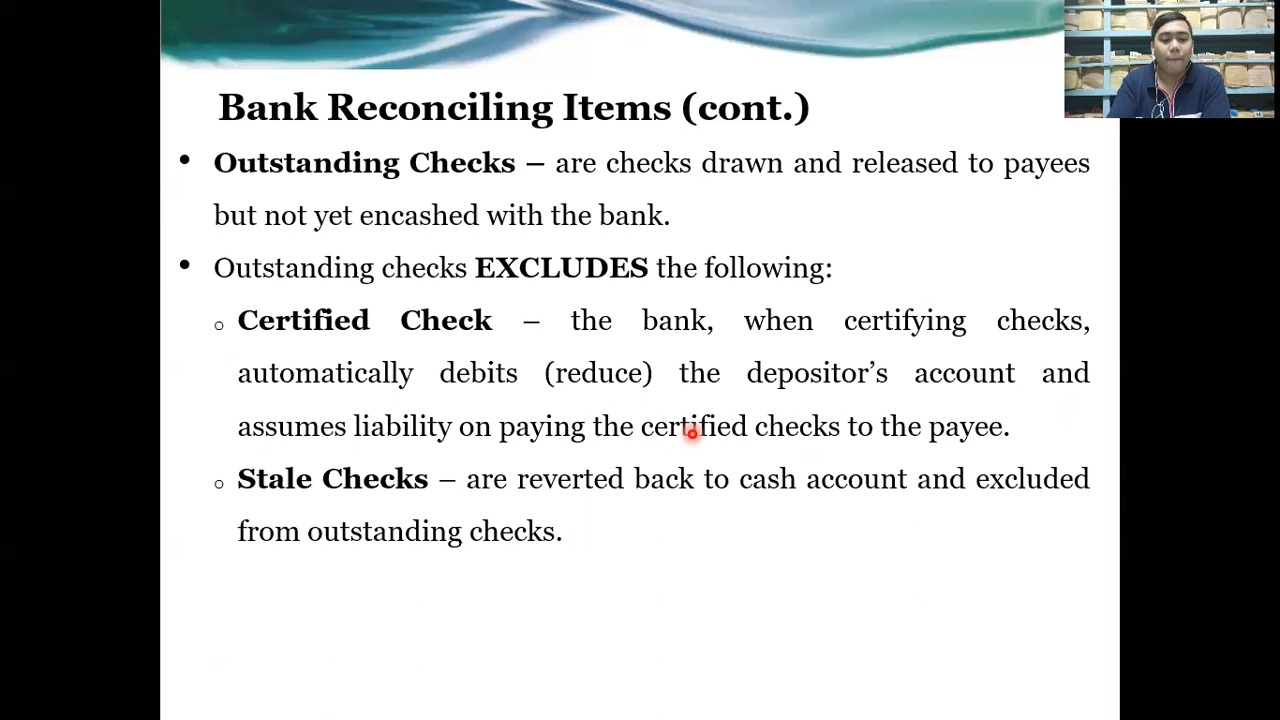 Bank Reconciling Items (cont.)
• Outstanding Checks – are checks drawn and released to payees
but not yet encashed with the bank.
• Outstanding checks EXCLUDES the following:
o Certified Check – the bank, when certifying checks,
automatically debits (reduce) the depositor’s account and
assumes liability on paying the certified checks to the payee.
o Stale Checks – are reverted back to cash account and excluded
from outstanding checks.